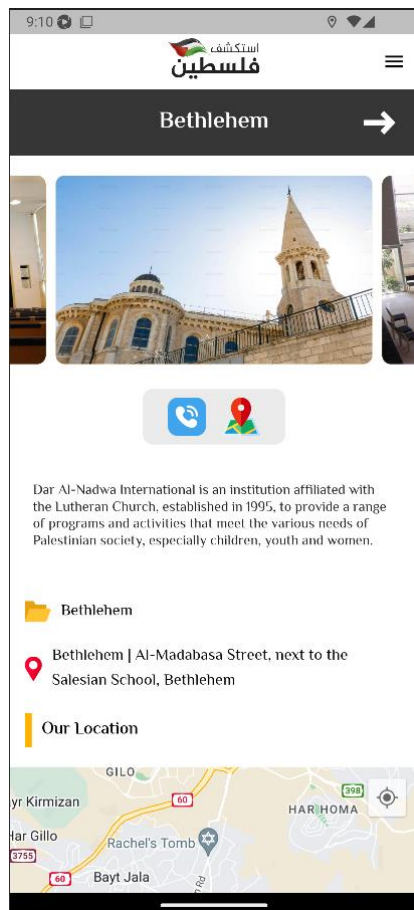 9:10
استكشف
فلسطين
Bethlehem
Dar Al-Nadwa International is an institution affiliated with
the Lutheran Church, established in 1995, to provide a range
of programs and activities that meet the various needs of
Palestinian society, especially children, youth and women.
Bethlehem
Bethlehem | Al-Madabasa Street, next to the
Salesian School, Bethlehem
Our Location
GILO
yr Kirmizan
60
398
HAR HOMA
Har Gillo
Rachel's Tomb
3755
60
Bayt Jala
Rd